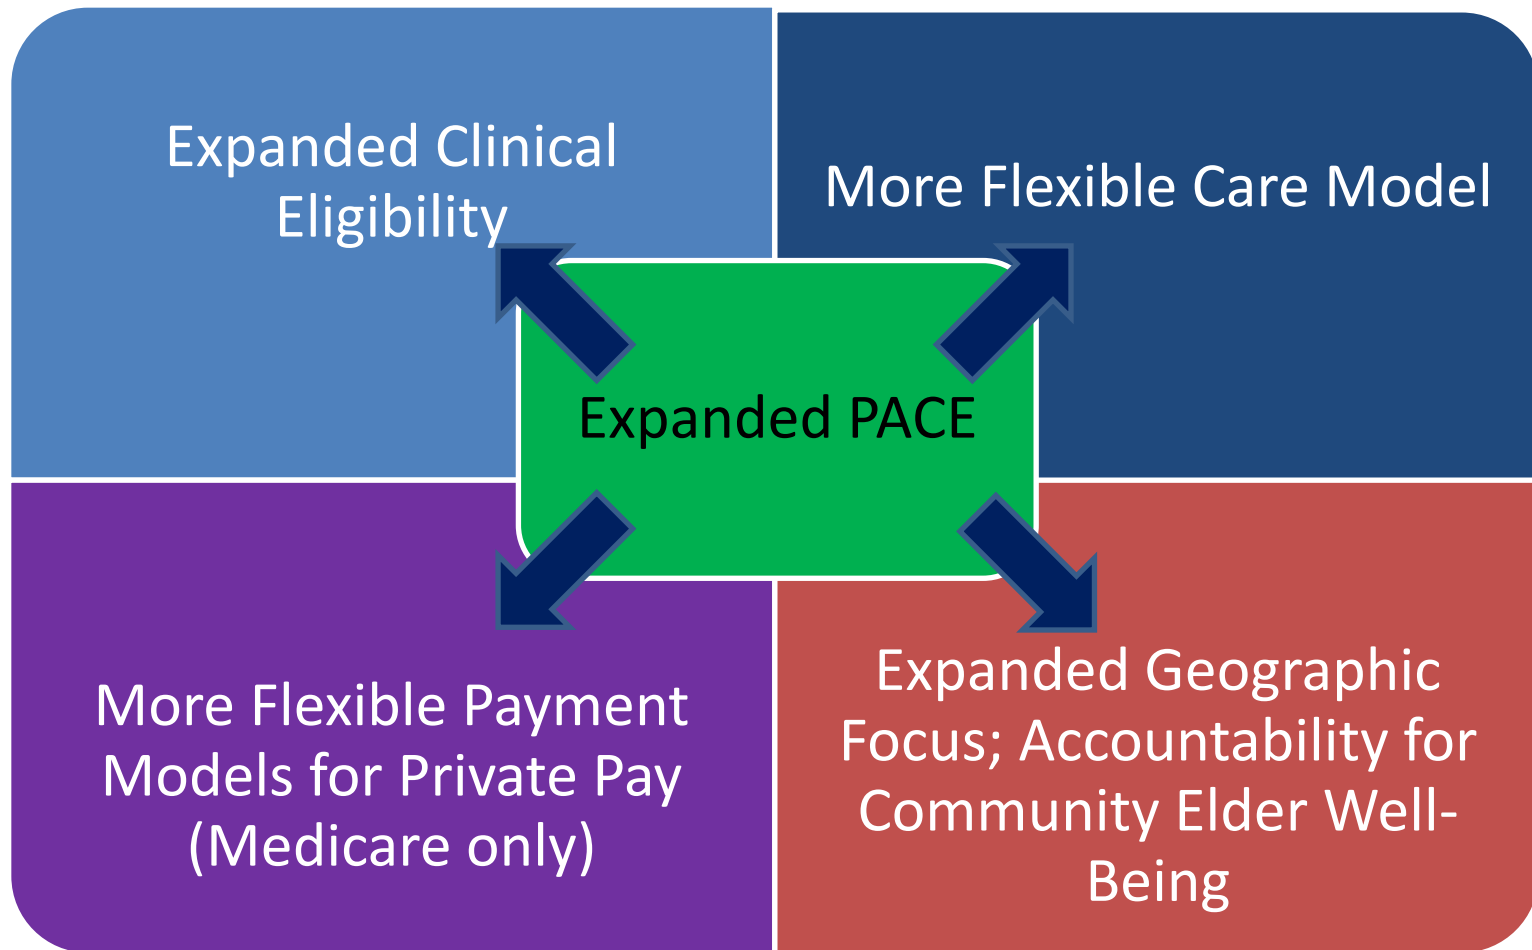 Expanded Clinical
Eligibility
More Flexible Care Model
Expanded PACE
More Flexible Payment
Models for Private Pay
(Medicare only)
Expanded Geographic
Focus; Accountability for
Community Elder Well-
Being